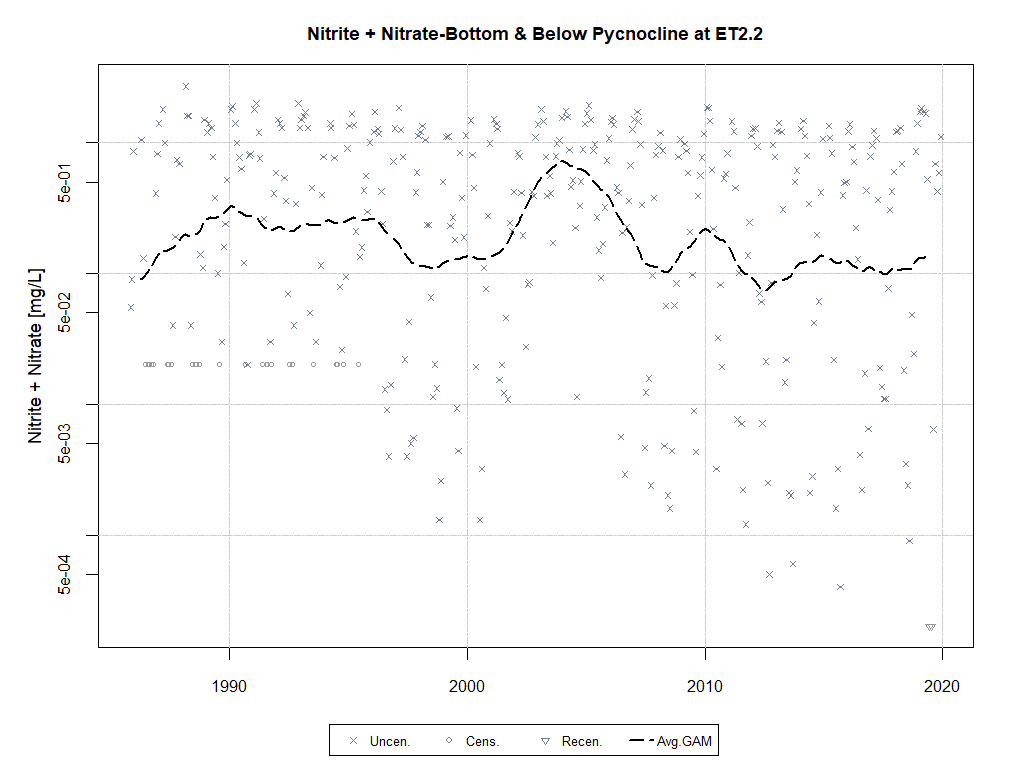 Nitrite + Nitrate-Bottom & Below Pycnocline at ET2.2
Nitrite + Nitrate [mg/L]
5e-01
5e-02
5e-03
5e-04
1990 2000 2010 2020
Uncen. Cens. Recen. Avg.GAM